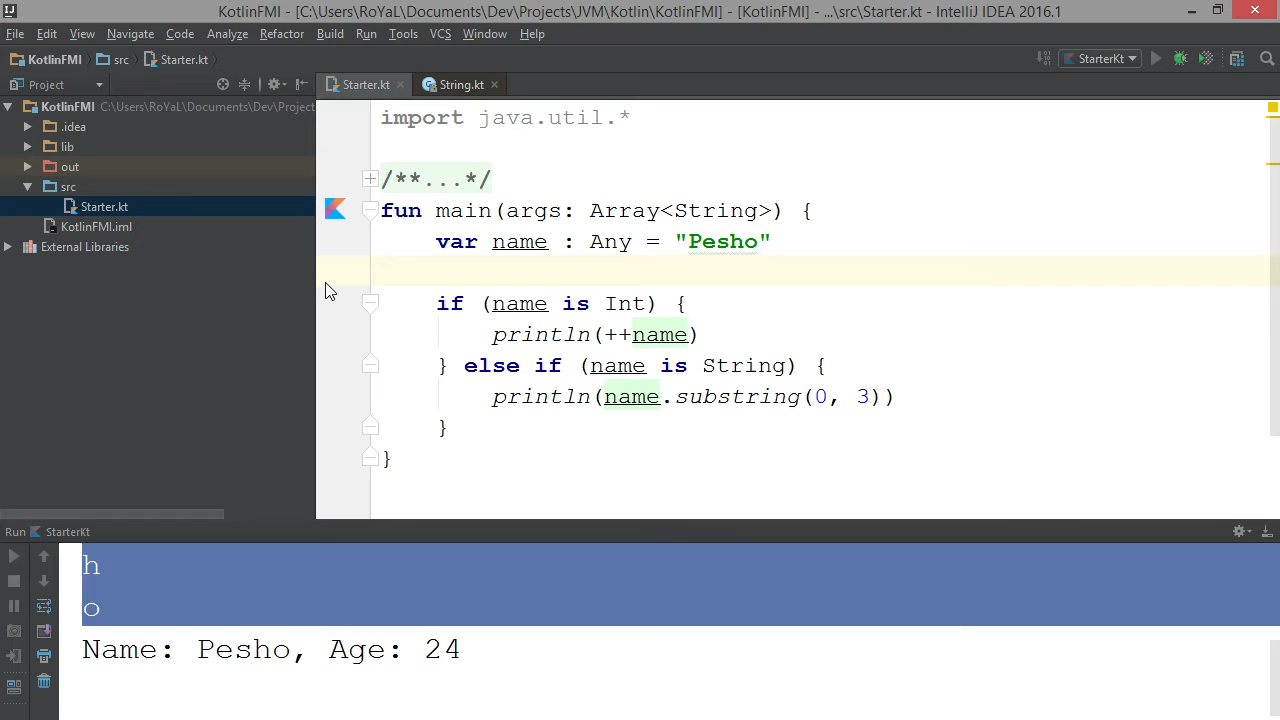 KotlinFMI - [C:\Users\RoYaL\Documents\Dev\Projects\JVM\Kotlin\KotlinFMI] - [KotlinFMI] - ...\src\Starter.kt - IntelliJ IDEA 2016.1
File Edit View Navigate Code Analyze Refactor Build Run Tools VCS Window Help
KotlinFMI src Starter.kt StarterKt
Project Starter.kt String.kt
KotlinFMI C:\Users\RoYaL\Documents\Dev\Project
.idea
lib
out
src
Starter.kt
KotlinFMI.iml
External Libraries
import java.util.*
/**...*/
fun main(args: Array<String>) {
var name : Any = "Pesho"
if (name is Int) {
println(++name)
} else if (name is String) {
println(name.substring(0, 3))
}
}
Run StarterKt
h
o
Name: Pesho, Age: 24